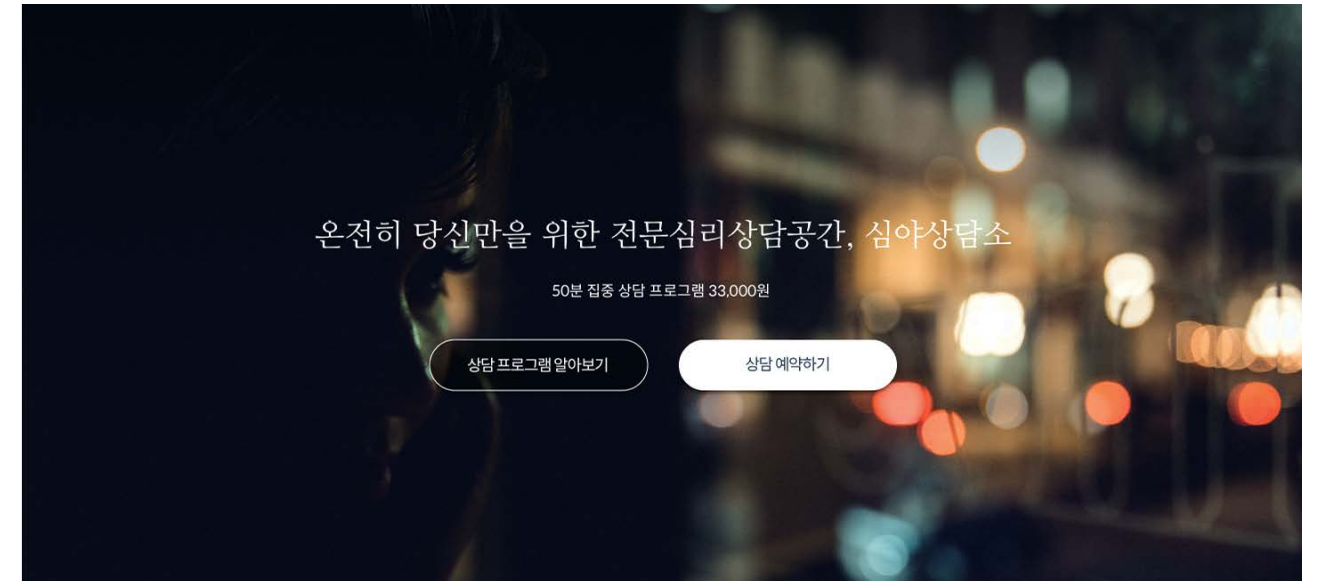 온전히 당신만을 위한 전문심리상담공간, 심야상담소
50분 집중 상담 프로그램 33,000원
상담 프로그램 알아보기
상담 예약하기